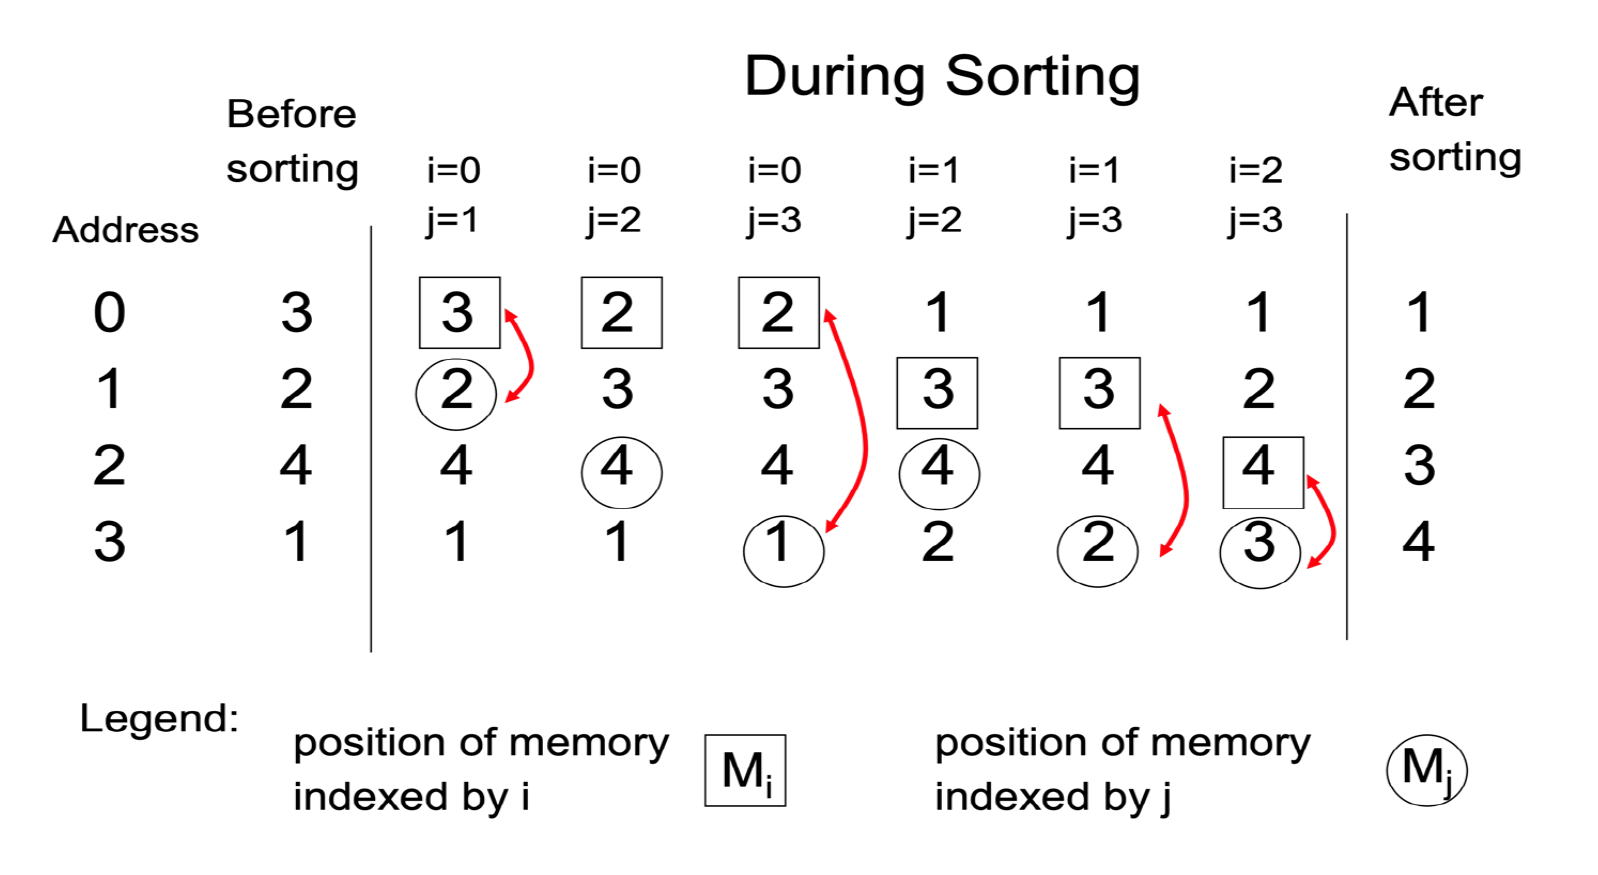 During Sorting
Before
sorting
After
sorting
i=0 i=0 i=0 i=1 i=1 i=2
j=1 j=2 j=3 j=2 j=3 j=3
Address
0 3 3 2 2 1 1 1 1
1 2 2 3 3 3 3 2 2
2 4 4 4 4 4 4 4 3
3 1 1 1 1 2 2 3 4
Legend:
position of memory
indexed by i
Mi
position of memory
indexed by j
Mj